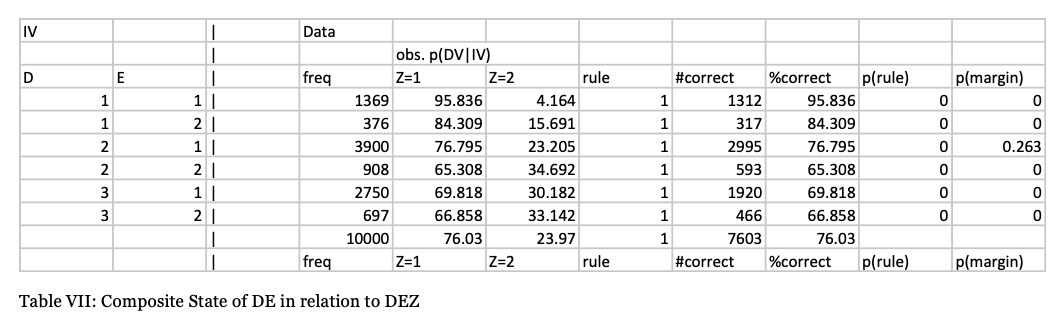 IV | Data
| obs. p(DV|IV)
D E | freq Z=1 Z=2 rule #correct %correct p(rule) p(margin)
1 1 | 1369 95.836 4.164 1 1312 95.836 0 0
1 2 | 376 84.309 15.691 1 317 84.309 0 0
2 1 | 3900 76.795 23.205 1 2995 76.795 0 0.263
2 2 | 908 65.308 34.692 1 593 65.308 0 0
3 1 | 2750 69.818 30.182 1 1920 69.818 0 0
3 2 | 697 66.858 33.142 1 466 66.858 0 0
| 10000 76.03 23.97 1 7603 76.03
| freq Z=1 Z=2 rule #correct %correct p(rule) p(margin)
Table VII: Composite State of DE in relation to DEZ